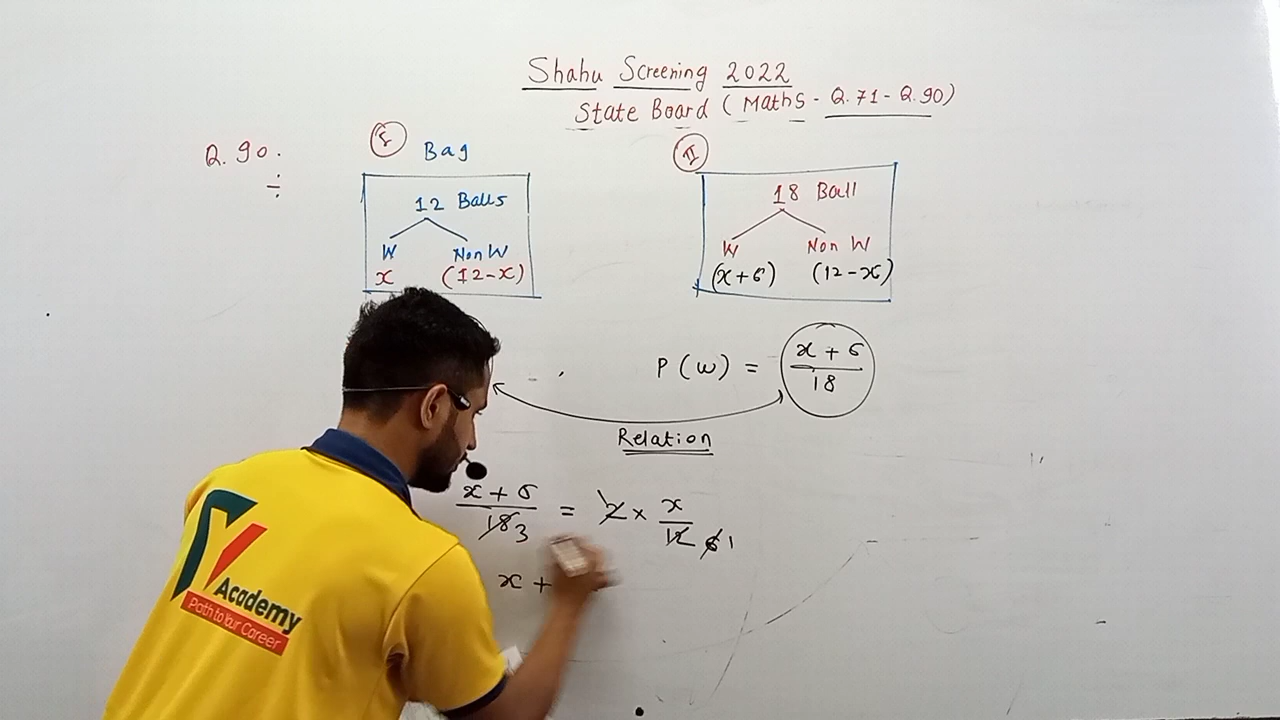 Shahu Screening 2022
State Board (Maths - Q.71 - Q.90)
Q.90.
÷
I Bag
12 Balls
W Non W
x (12-x)
II
18 Ball
W Non W
(x+6) (12-x)
P(W) = x+6/18
Relation
x+6/18 3 = 2 × x/12 6 1
x +
Academy
Path to Your Career